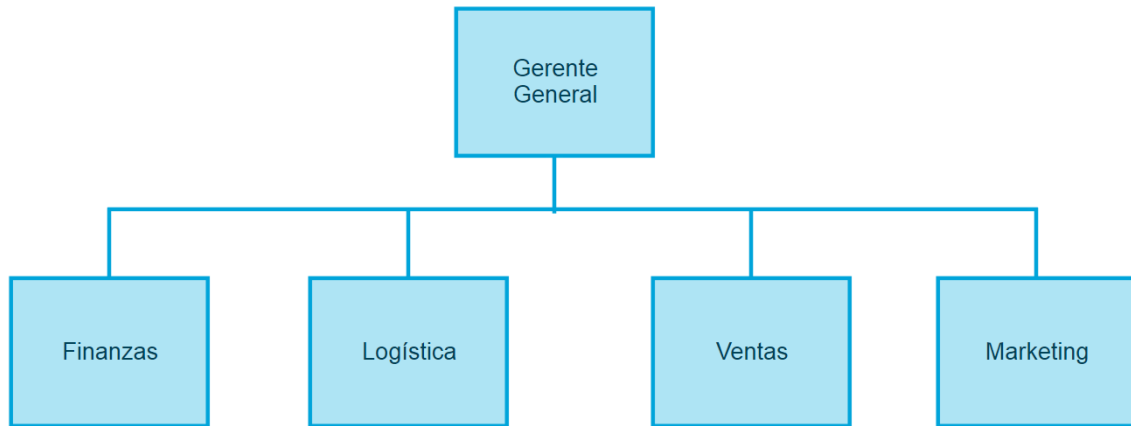 Gerente
General
Finanzas
Logística
Ventas
Marketing